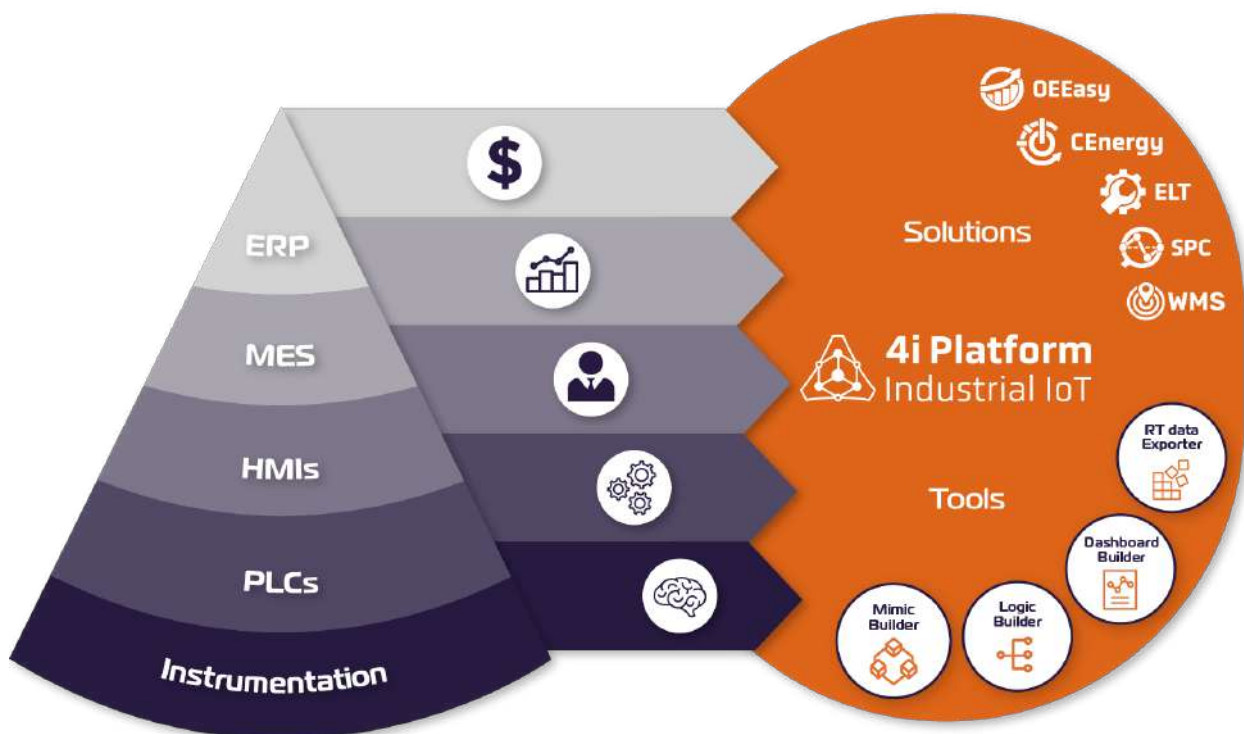 ERP
MES
HMIs
PLCs
Instrumentation
$
OEEasy
CEnergy
ELT
SPC
WMS
Solutions
4i Platform
Industrial IoT
Tools
RT data
Exporter
Dashboard
Builder
Logic
Builder
Mimic
Builder